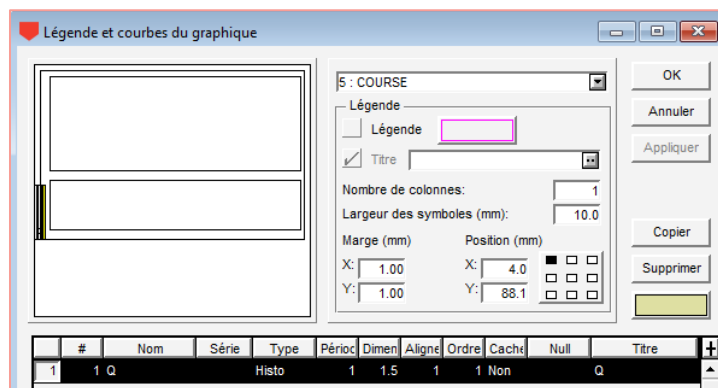 Légende et courbes du graphique
5 : COURSE
OK
Légende
Légende
Annuler
Titre
Appliquer
Nombre de colonnes: 1
Largeur des symboles (mm): 10.0
Marge (mm) Position (mm)
Copier
X: 1.00 X: 4.0
Supprimer
Y: 1.00 Y: 88.1
# Nom Série Type Périoc Dimen Aligne Ordre Cache Null Titre +
1 1 Q Histo 1 1.5 1 1 Non Q